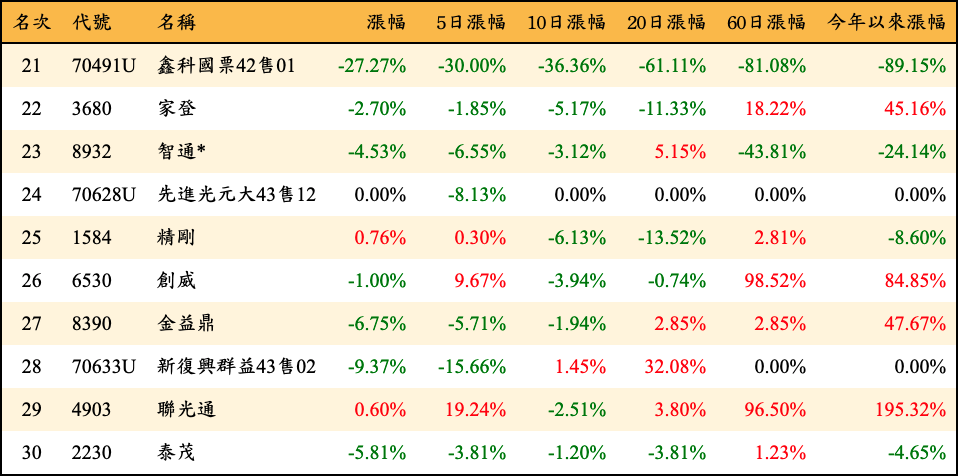 名次 代號 名稱 漲幅 5日漲幅 10日漲幅 20日漲幅 60日漲幅 今年以來漲幅
21 70491U 鑫科國票42售01 -27.27% -30.00% -36.36% -61.11% -81.08% -89.15%
22 3680 家登 -2.70% -1.85% -5.17% -11.33% 18.22% 45.16%
23 8932 智通* -4.53% -6.55% -3.12% 5.15% -43.81% -24.14%
24 70628U 先進光元大43售12 0.00% -8.13% 0.00% 0.00% 0.00% 0.00%
25 1584 精剛 0.76% 0.30% -6.13% -13.52% 2.81% -8.60%
26 6530 創威 -1.00% 9.67% -3.94% -0.74% 98.52% 84.85%
27 8390 金益鼎 -6.75% -5.71% -1.94% 2.85% 2.85% 47.67%
28 70633U 新復興群益43售02 -9.37% -15.66% 1.45% 32.08% 0.00% 0.00%
29 4903 聯光通 0.60% 19.24% -2.51% 3.80% 96.50% 195.32%
30 2230 泰茂 -5.81% -3.81% -1.20% -3.81% 1.23% -4.65%